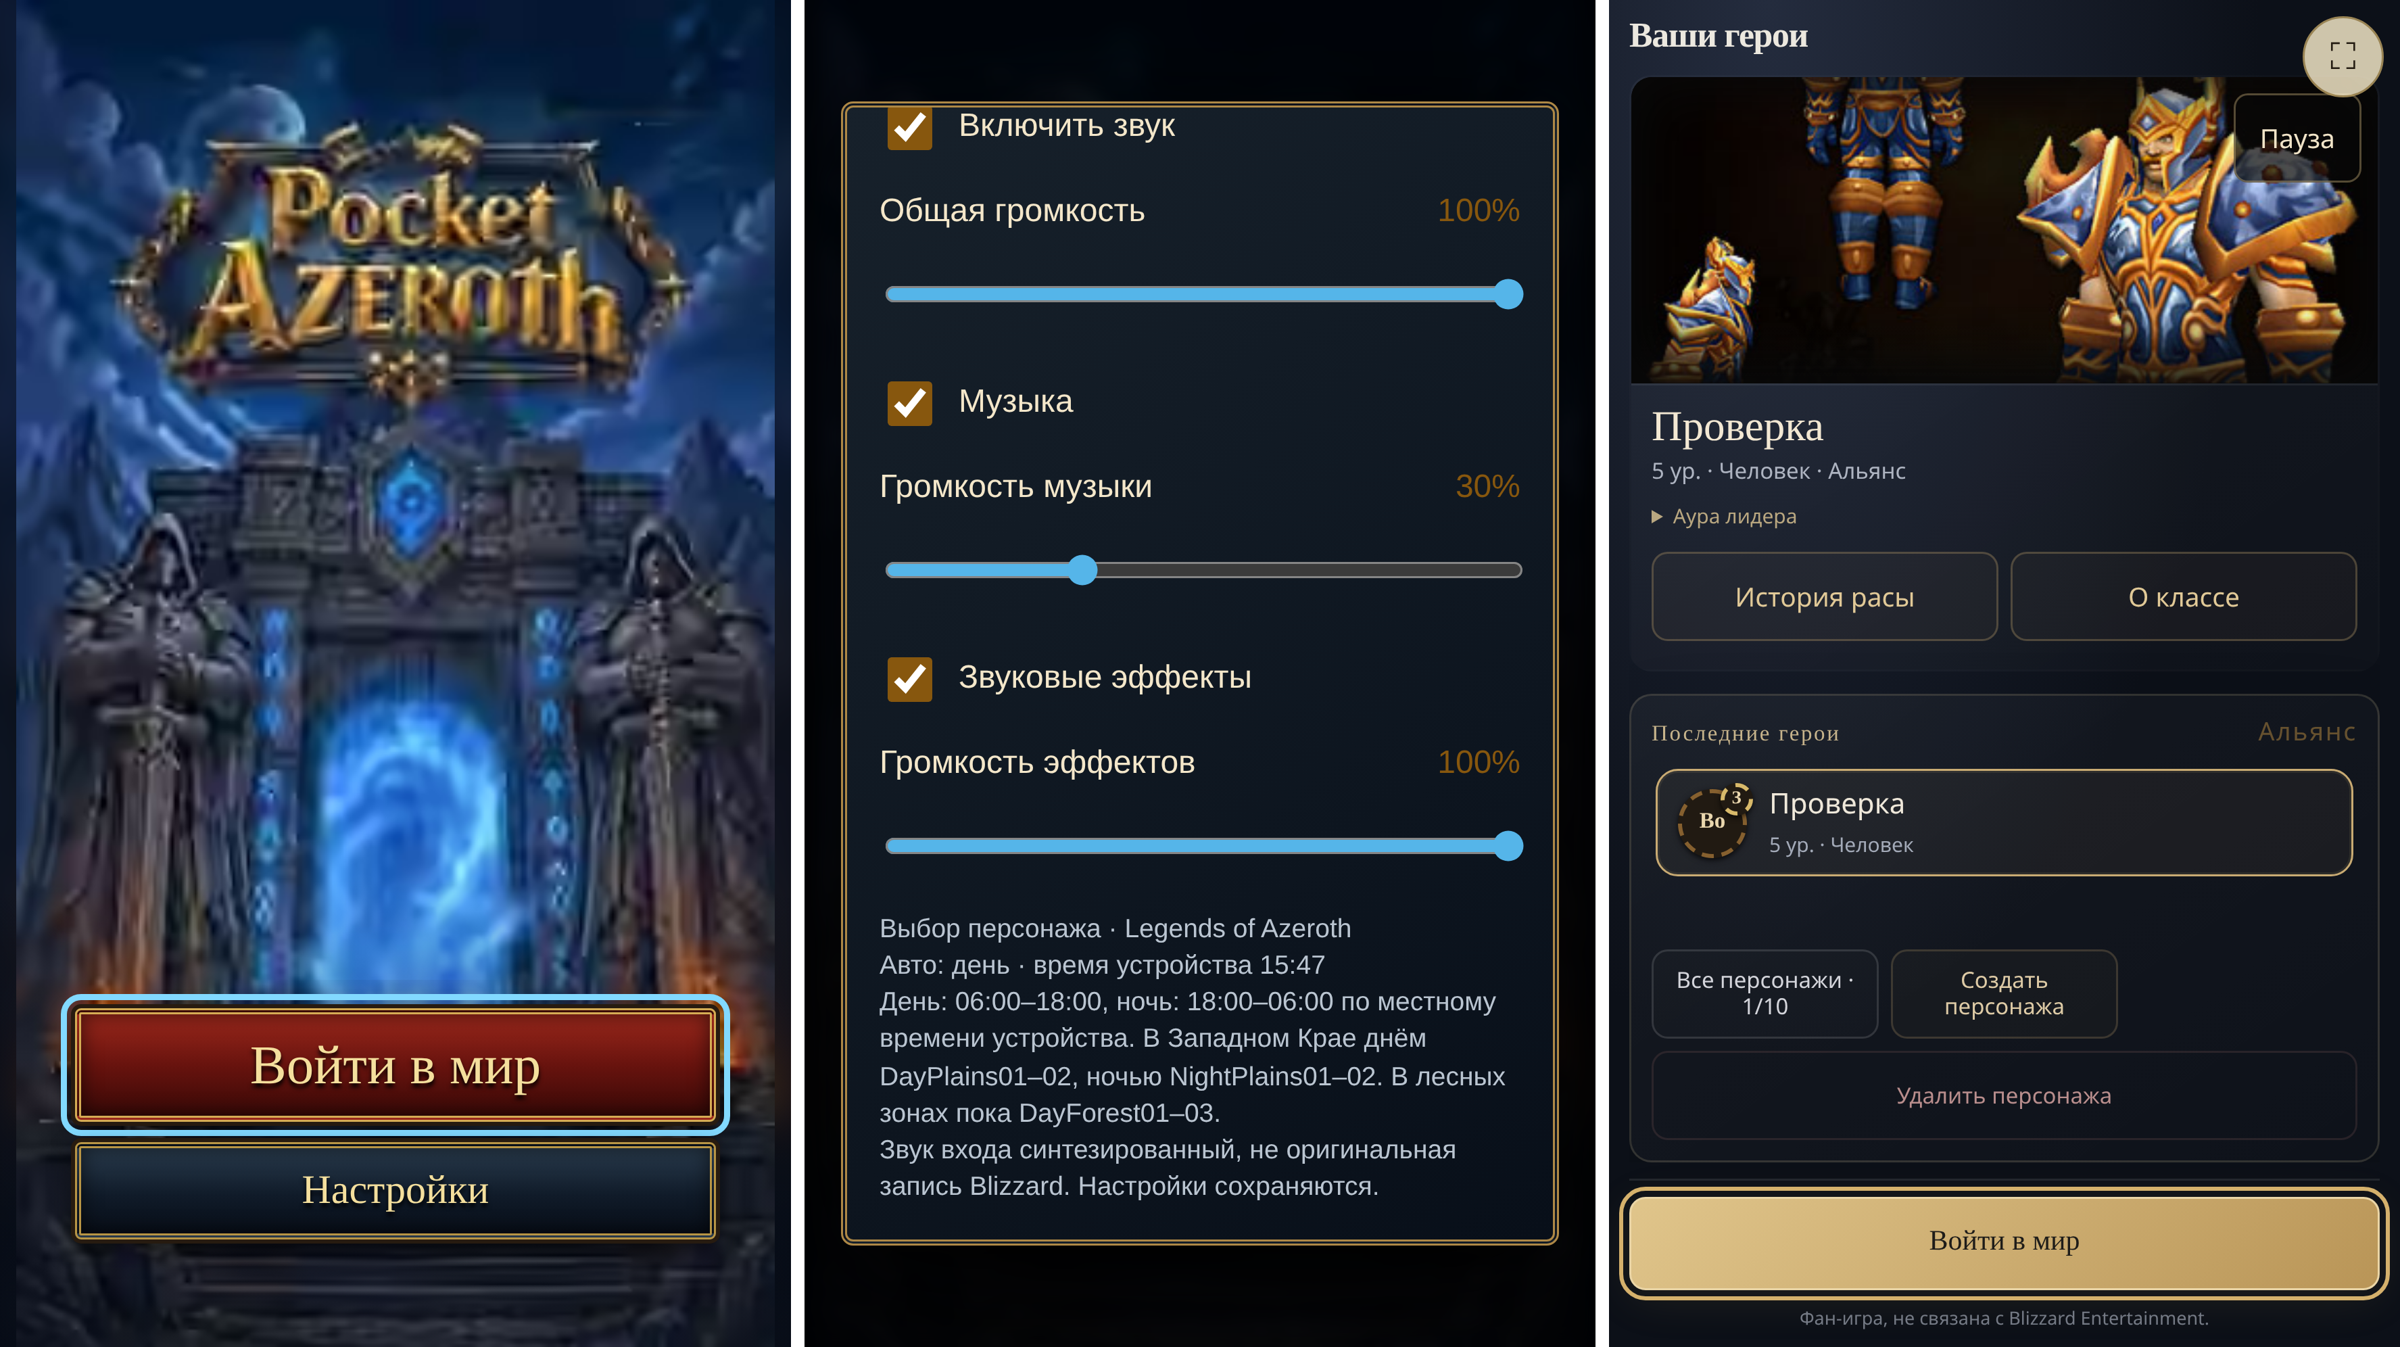 Pocket
Azeroth
Войти в мир
Настройки
Включить звук
Общая громкость 100%
Музыка
Громкость музыки 30%
Звуковые эффекты
Громкость эффектов 100%
Выбор персонажа · Legends of Azeroth
Авто: день · время устройства 15:47
День: 06:00–18:00, ночь: 18:00–06:00 по местному
времени устройства. В Западном Крае днём
DayPlains01–02, ночью NightPlains01–02. В лесных
зонах пока DayForest01–03.
Звук входа синтезированный, не оригинальная
запись Blizzard. Настройки сохраняются.
Ваши герои
Пауза
Проверка
5 ур. · Человек · Альянс
Аура лидера
История расы
О классе
Последние герои
Альянс
Во
З
Проверка
5 ур. · Человек
Все персонажи ·
1/10
Создать
персонажа
Удалить персонажа
Войти в мир
Фан-игра, не связана с Blizzard Entertainment.